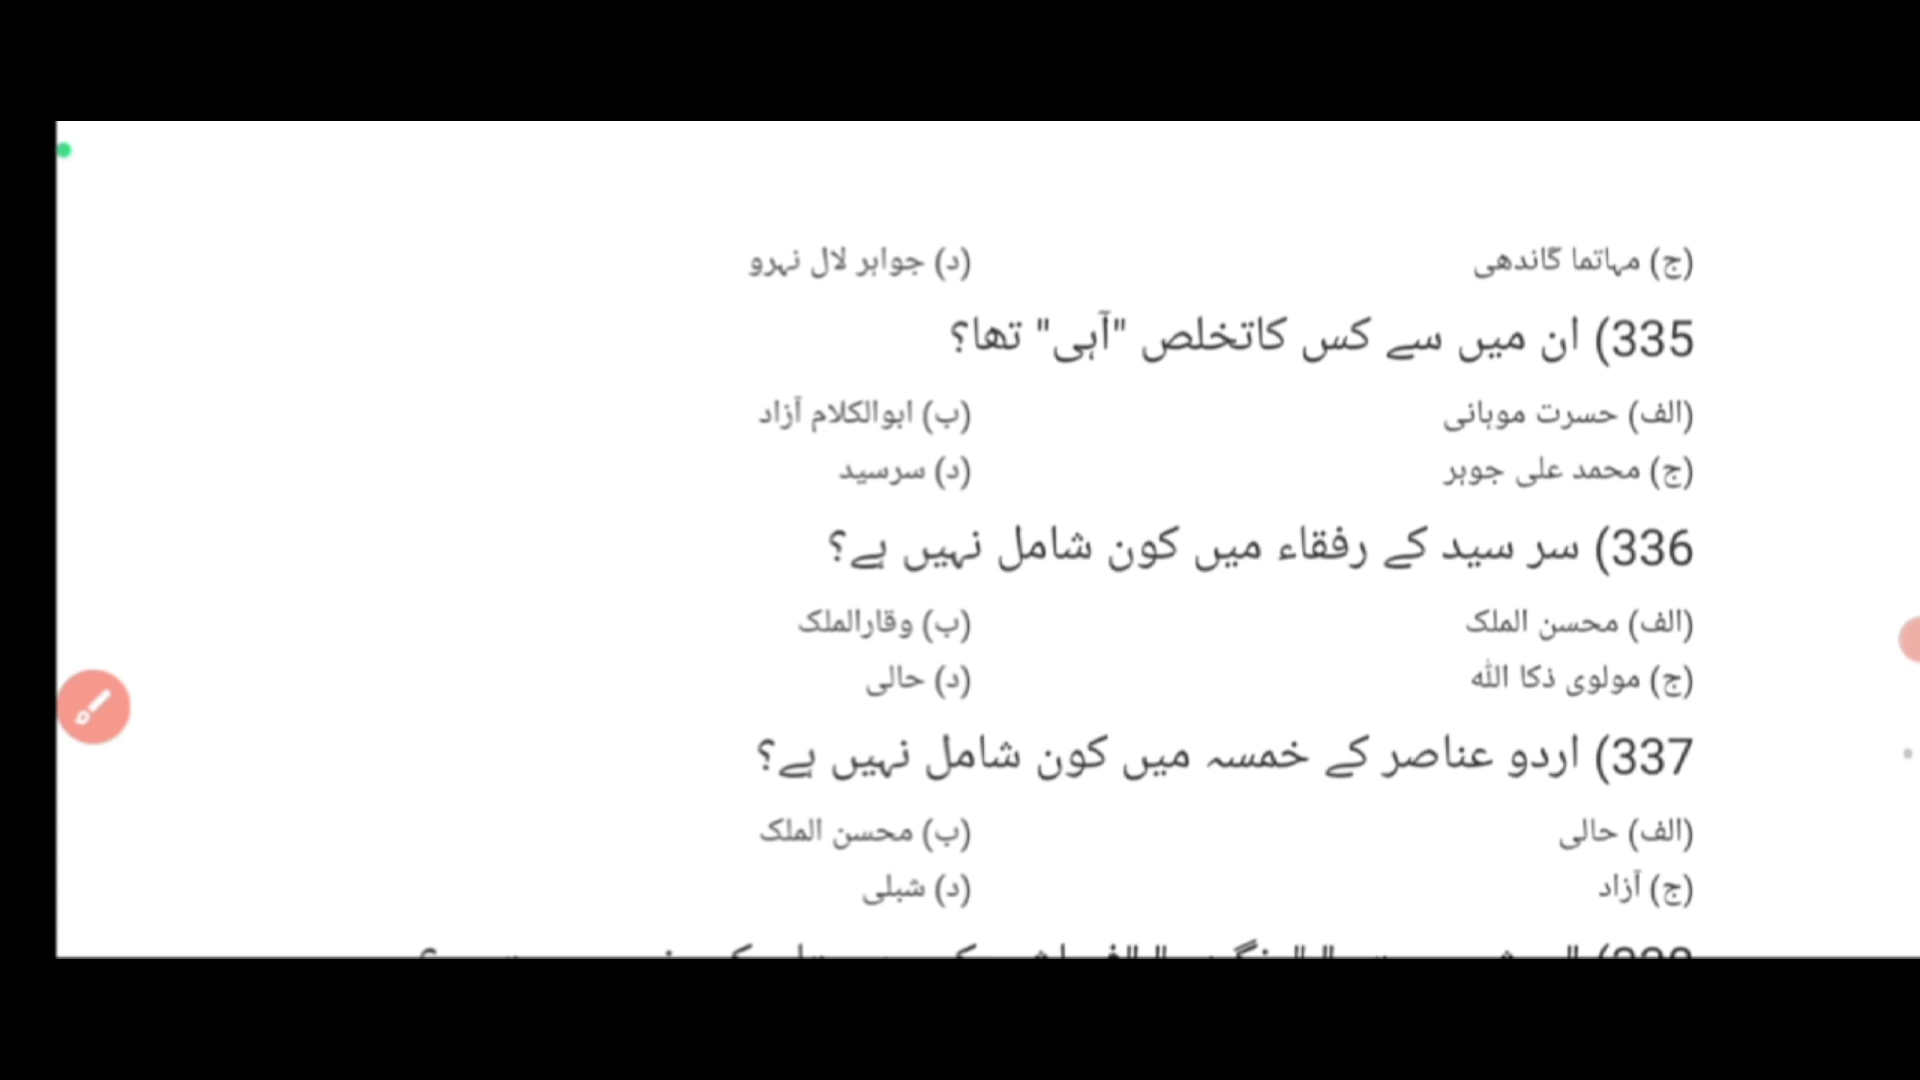 (ج) مہاتما گاندھی (د) جواہر لال نہرو
335) ان میں سے کس کاتخلص "آہی" تھا؟
(الف) حسرت موہانی (ب) ابوالکلام آزاد
(ج) محمد علی جوہر (د) سرسید
336) سر سید کے رفقاء میں کون شامل نہیں ہے؟
(الف) محسن الملک (ب) وقارالملک
(ج) مولوی ذکا اللہ (د) حالی
337) اردو عناصر کے خمسہ میں کون شامل نہیں ہے؟
(الف) حالی (ب) محسن الملک
(ج) آزاد (د) شبلی